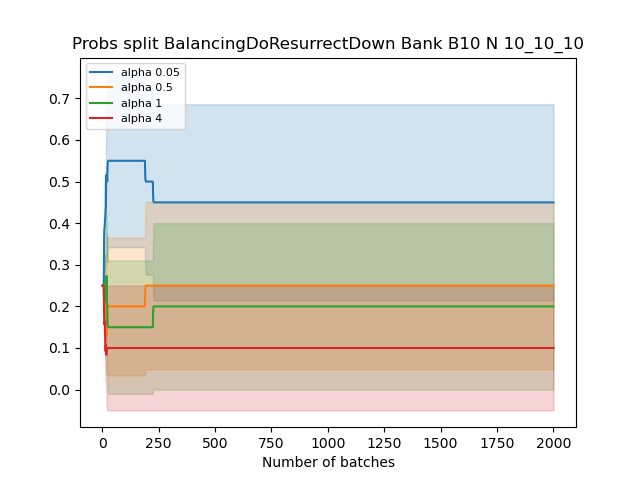 Probs split BalancingDoResurrectDown Bank B10 N 10_10_10
alpha 0.05
alpha 0.5
alpha 1
alpha 4
0.7
0.6
0.5
0.4
0.3
0.2
0.1
0.0
0 250 500 750 1000 1250 1500 1750 2000
Number of batches